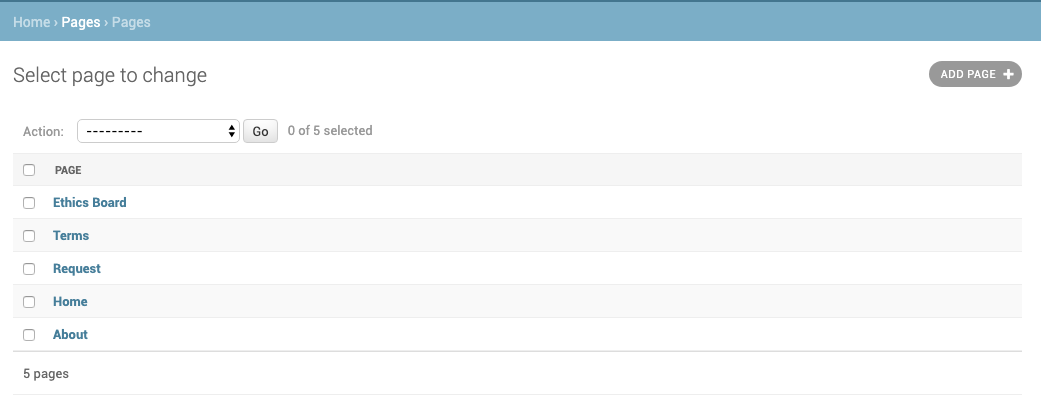 Home › Pages › Pages
Select page to change
ADD PAGE +
Action: --------- Go 0 of 5 selected
PAGE
Ethics Board
Terms
Request
Home
About
5 pages